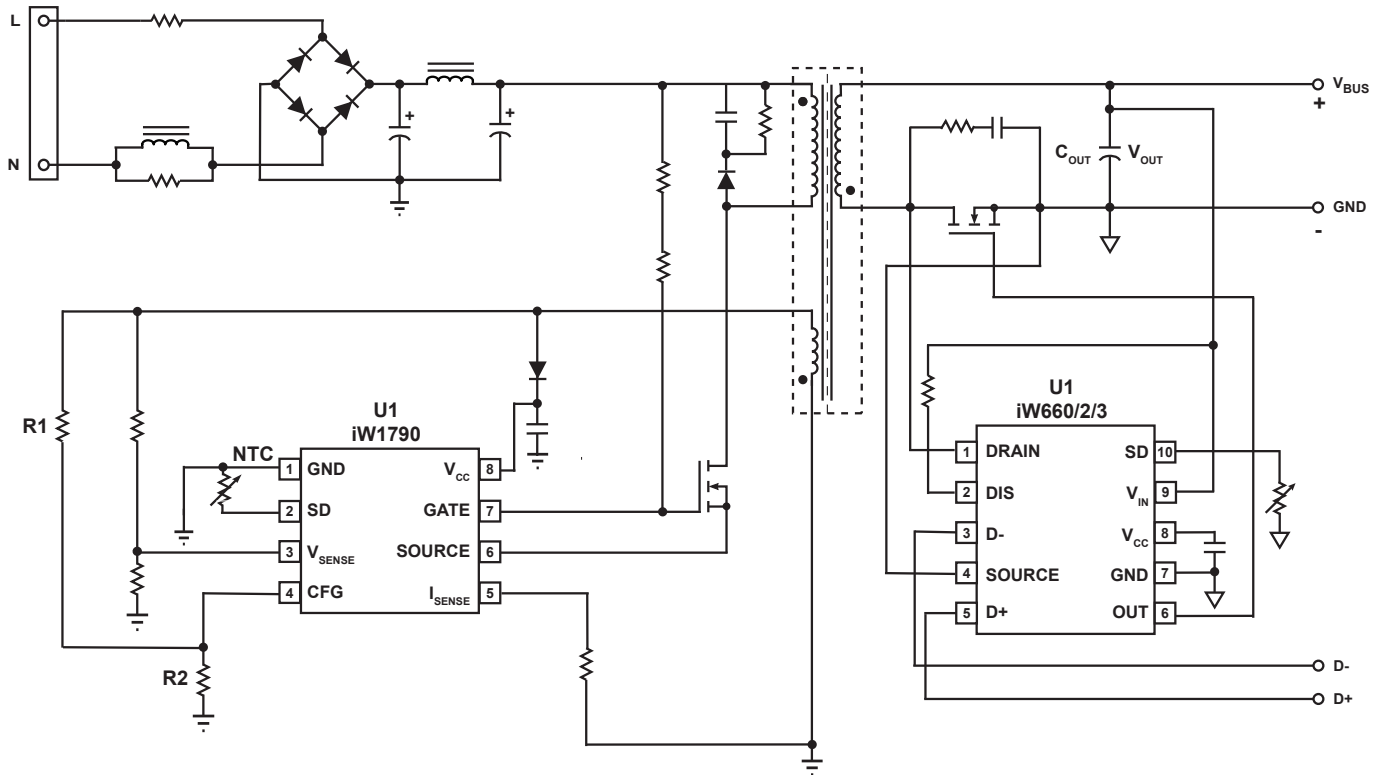 L
N
+
+
V_BUS
+
C_OUT
V_OUT
GND
-
R1
NTC
U1
iW1790
1 GND
2 SD
3 V_SENSE
4 CFG
V_CC 8
GATE 7
SOURCE 6
I_SENSE 5
R2
U1
iW660/2/3
1 DRAIN
2 DIS
3 D-
4 SOURCE
5 D+
SD 10
V_IN 9
V_CC 8
GND 7
OUT 6
D-
D+